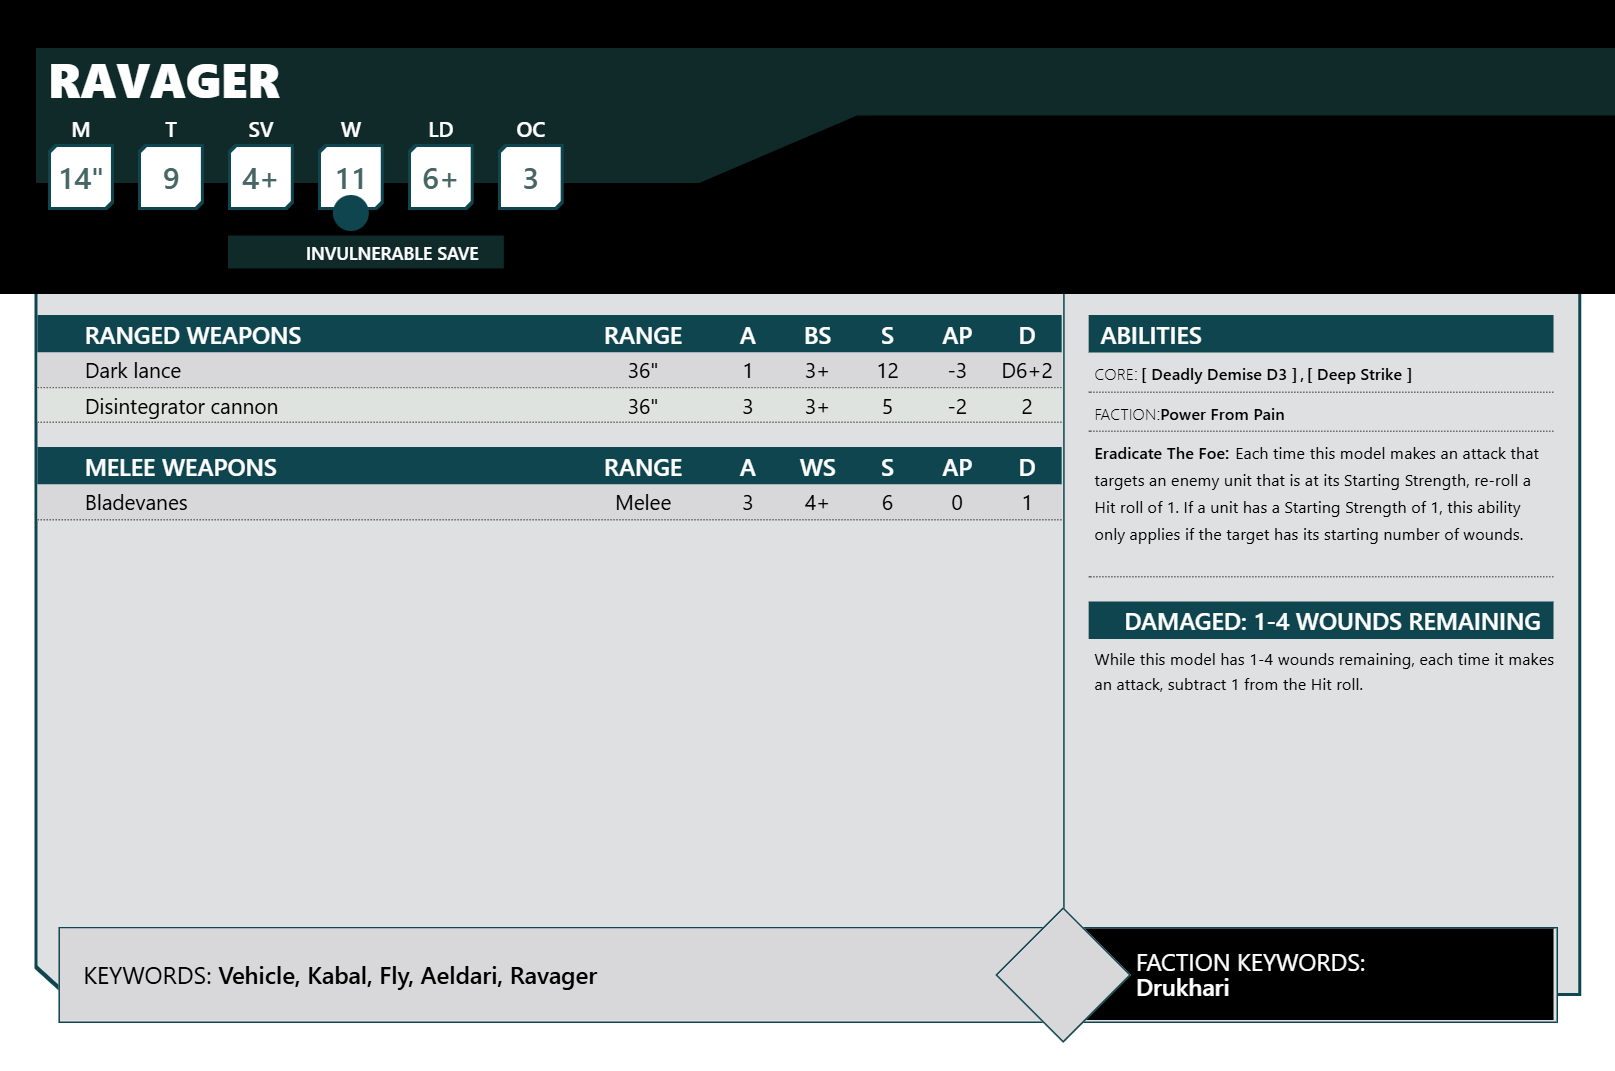 RAVAGER
M T SV W LD OC
14" 9 4+ 11 6+ 3
INVULNERABLE SAVE
RANGED WEAPONS RANGE A BS S AP D
Dark lance 36" 1 3+ 12 -3 D6+2
Disintegrator cannon 36" 3 3+ 5 -2 2
MELEE WEAPONS RANGE A WS S AP D
Bladevanes Melee 3 4+ 6 0 1
ABILITIES
CORE: [ Deadly Demise D3 ] , [ Deep Strike ]
FACTION:Power From Pain
Eradicate The Foe: Each time this model makes an attack that
targets an enemy unit that is at its Starting Strength, re-roll a
Hit roll of 1. If a unit has a Starting Strength of 1, this ability
only applies if the target has its starting number of wounds.
DAMAGED: 1-4 WOUNDS REMAINING
While this model has 1-4 wounds remaining, each time it makes
an attack, subtract 1 from the Hit roll.
KEYWORDS: Vehicle, Kabal, Fly, Aeldari, Ravager
FACTION KEYWORDS:
Drukhari